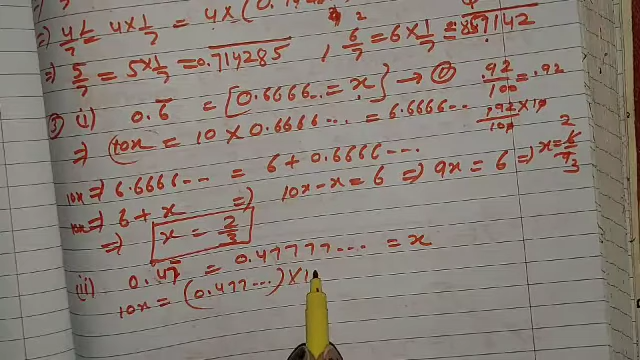 ⇒) 4/7 = 4×1/7 = 4×(0.14
⇒) 5/7 = 5×1/7 = 0.714285 , 6/7 = 6×1/7 = 857142
③ (i) 0.6̅ = [0.6666... = x] → ① .92/100 = .92
⇒ (10x = 10 × 0.6666... = 6.6666... .92×10/10
10x ⇒ 6.6666.. = 6 + 0.6666...
10x ⇒ 6 + x ⇒) 10x-x = 6 ⇒) 9x = 6 ⇒) x = 6/9 2 3
⇒) x = 2/3
(ii) 0.47̅ = 0.47777... = x
10x = (0.477...) × 1